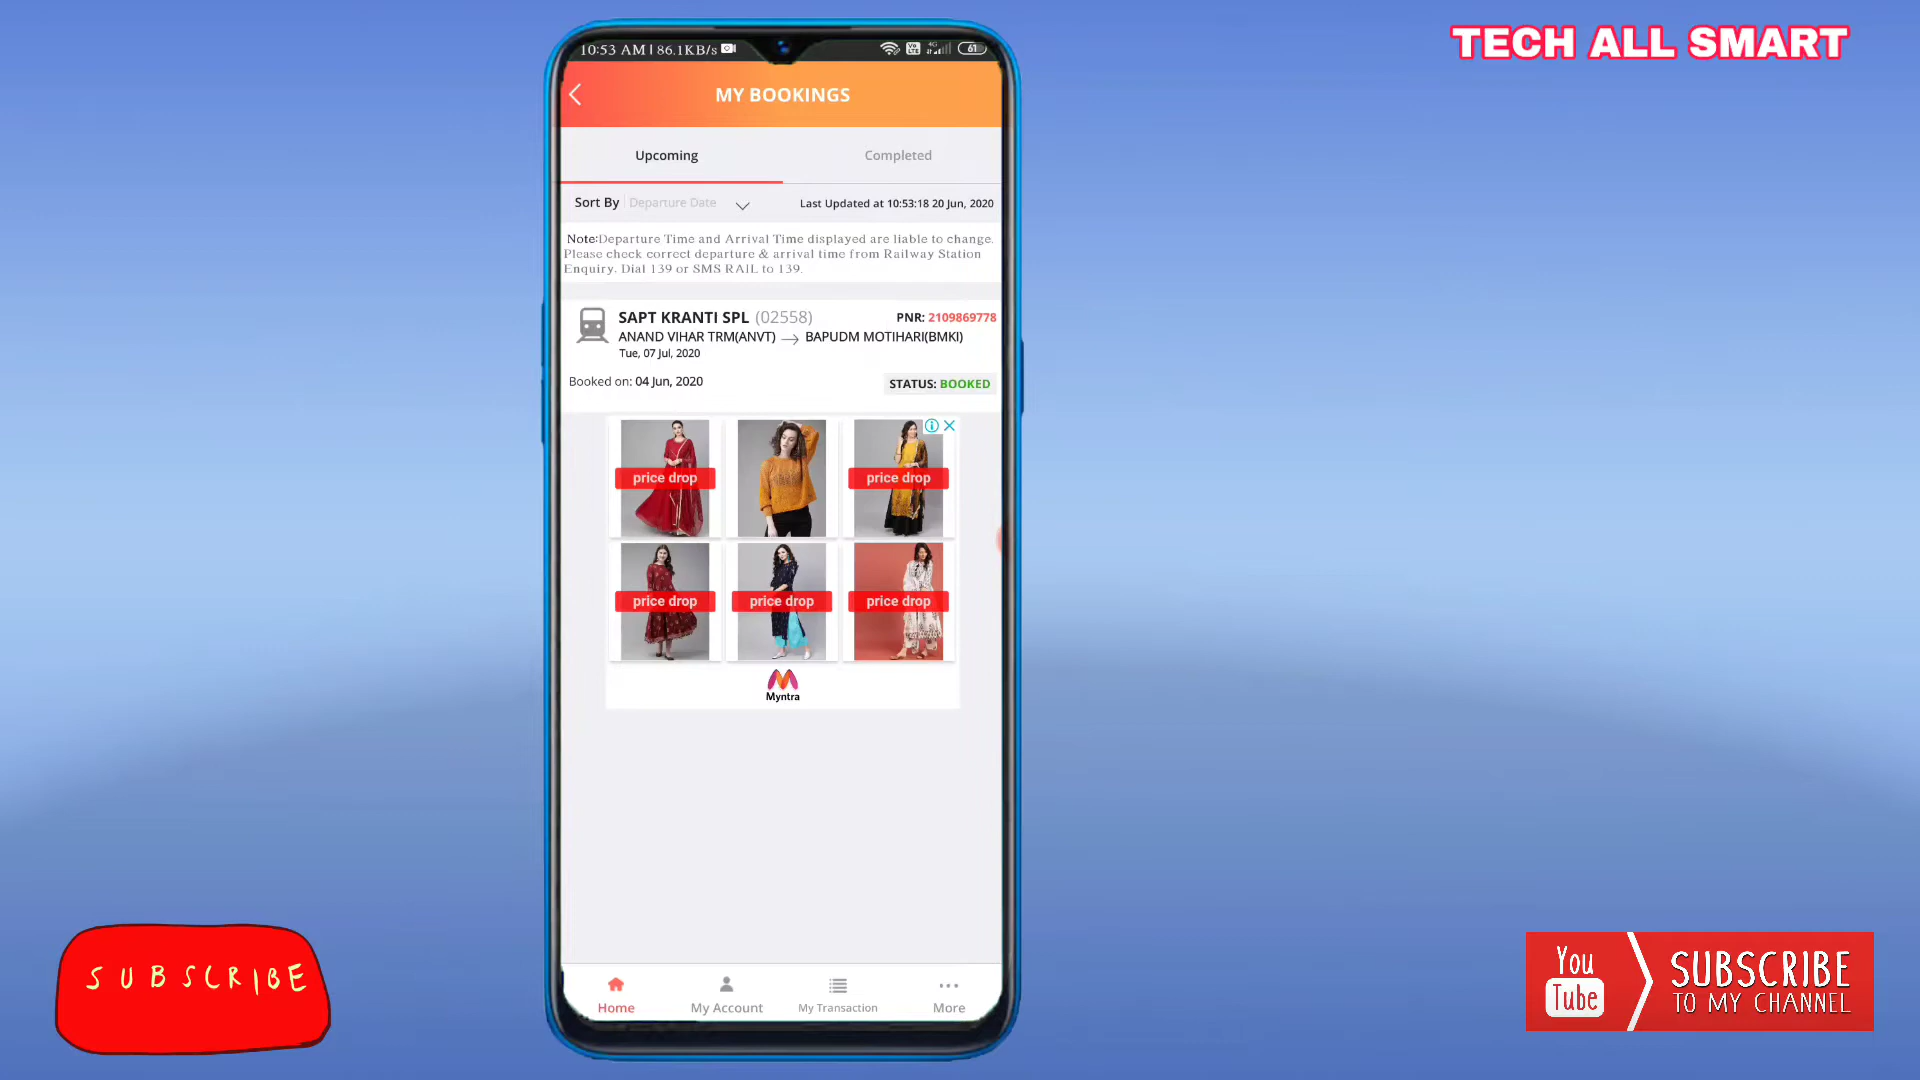 TECH ALL SMART
10:53 AM | 86.1KB/s
4G
61
MY BOOKINGS
Upcoming
Completed
Sort By Departure Date
Last Updated at 10:53:18 20 Jun, 2020
Note:Departure Time and Arrival Time displayed are liable to change.
Please check correct departure & arrival time from Railway Station
Enquiry. Dial 139 or SMS RAIL to 139.
SAPT KRANTI SPL (02558)
PNR: 2109869778
ANAND VIHAR TRM(ANVT) → BAPUDM MOTIHARI(BMKI)
Tue, 07 Jul, 2020
Booked on: 04 Jun, 2020
STATUS: BOOKED
price drop
price drop
price drop
price drop
price drop
Myntra
Home
My Account
My Transaction
More
SUBSCRIBE
You
Tube
SUBSCRIBE
TO MY CHANNEL